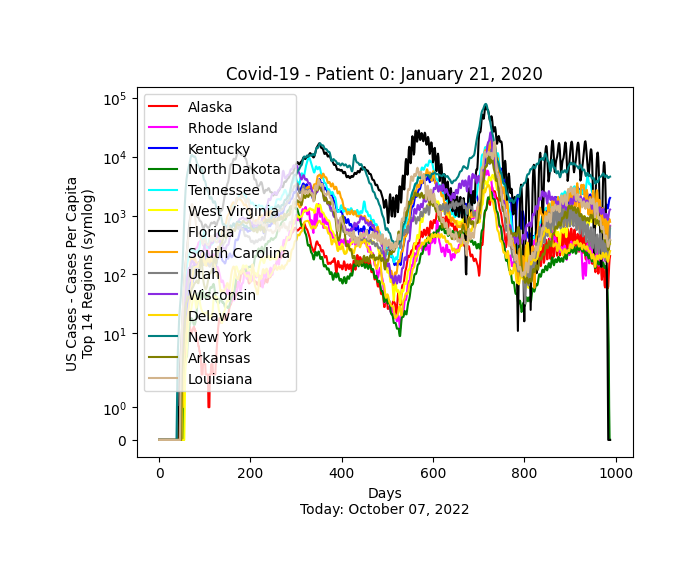 Covid-19 - Patient 0: January 21, 2020
US Cases - Cases Per Capita
Top 14 Regions (symlog)
10^5
10^4
10^3
10^2
10^1
10^0
0
Alaska
Rhode Island
Kentucky
North Dakota
Tennessee
West Virginia
Florida
South Carolina
Utah
Wisconsin
Delaware
New York
Arkansas
Louisiana
0 200 400 600 800 1000
Days
Today: October 07, 2022